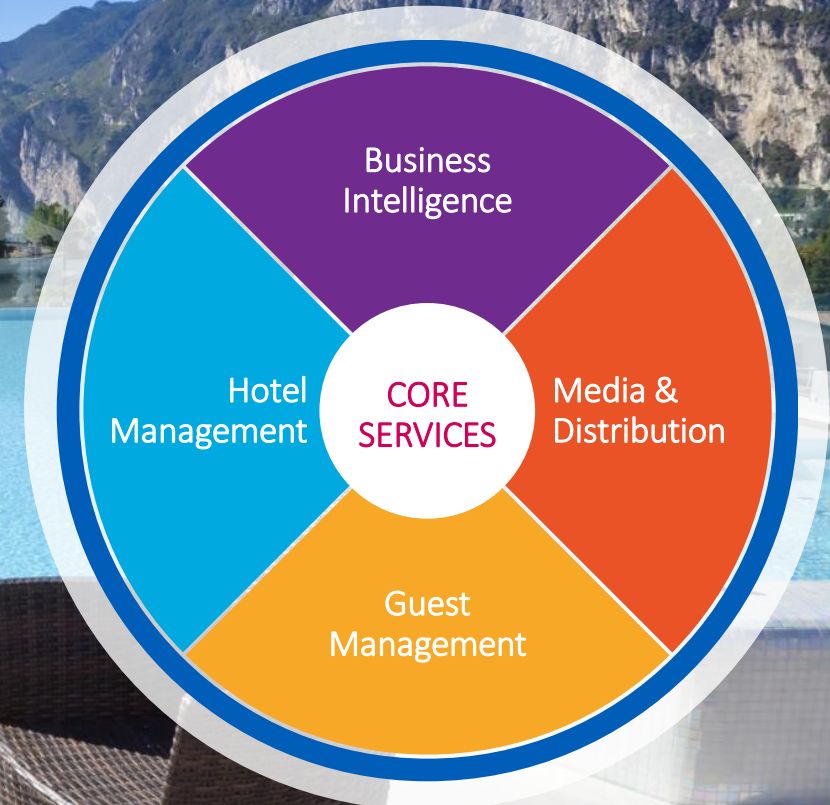 Business
Intelligence
Hotel
Management
CORE
SERVICES
Media &
Distribution
Guest
Management